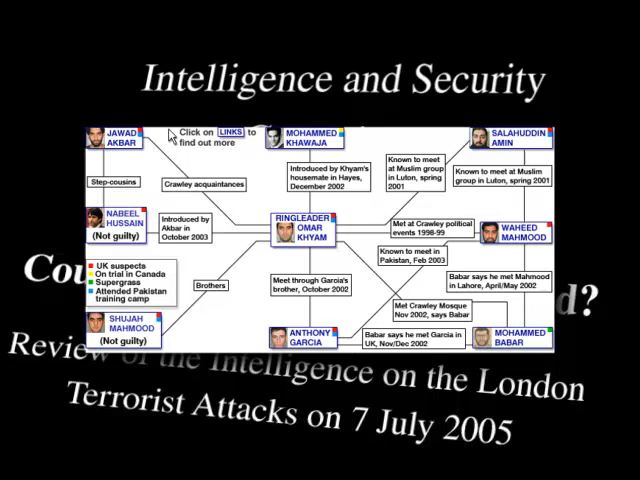 Intelligence and Security
JAWAD
AKBAR
Click on LINKS to
find out more
MOHAMMED
KHAWAJA
SALAHUDDIN
AMIN
Step-cousins
Crawley acquaintances
Introduced by Khyam's
housemate in Hayes,
December 2002
Known to meet
at Muslim group
in Luton, spring
2001
Known to meet at Muslim
group in Luton, spring 2001
NABEEL
HUSSAIN
(Not guilty)
Introduced by
Akbar in
October 2003
RINGLEADER
OMAR
KHYAM
Met at Crawley political
events 1998-99
WAHEED
MAHMOOD
Known to meet in
Pakistan, Feb 2003
UK suspects
On trial in Canada
Supergrass
Attended Pakistan
training camp
Brothers
Meet through Garcia's
brother, October 2002
Babar says he met Mahmood
in Lahore, April/May 2002
Met Crawley Mosque
Nov 2002, says Babar
SHUJAH
MAHMOOD
(Not guilty)
ANTHONY
GARCIA
Babar says he met Garcia in
UK, Nov/Dec 2002
MOHAMMED
BABAR
Review of the Intelligence on the London
Terrorist Attacks on 7 July 2005